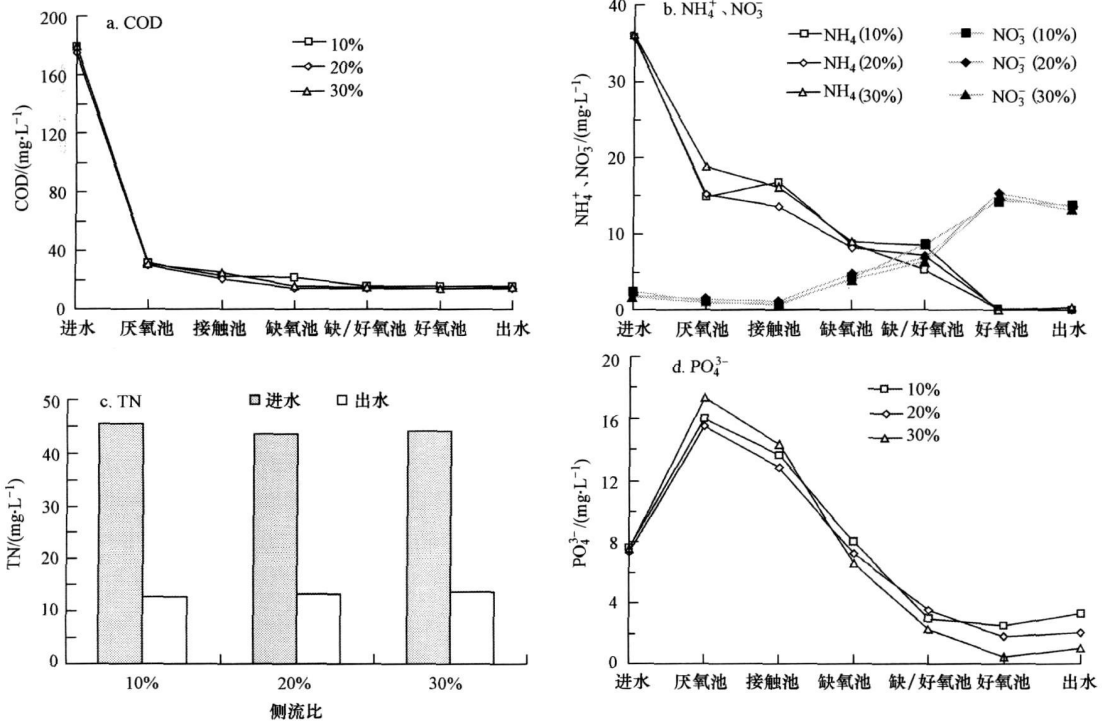 a. COD
10%
20%
30%
COD/(mg·L⁻¹)
200
160
120
80
40
0
进水 厌氧池 接触池 缺氧池 缺/好氧池 好氧池 出水
b. NH₄⁺、NO₃⁻
NH₄(10%) NO₃⁻(10%)
NH₄(20%) NO₃⁻(20%)
NH₄(30%) NO₃⁻(30%)
NH₄⁺、NO₃⁻/(mg·L⁻¹)
40
30
20
10
0
进水 厌氧池 接触池 缺氧池 缺/好氧池 好氧池 出水
c. TN
进水 出水
TN/(mg·L⁻¹)
50
40
30
20
10
0
10% 20% 30%
侧流比
d. PO₄³⁻
10%
20%
30%
PO₄³⁻/(mg·L⁻¹)
20
16
12
8
4
0
进水 厌氧池 接触池 缺氧池 缺/好氧池 好氧池 出水